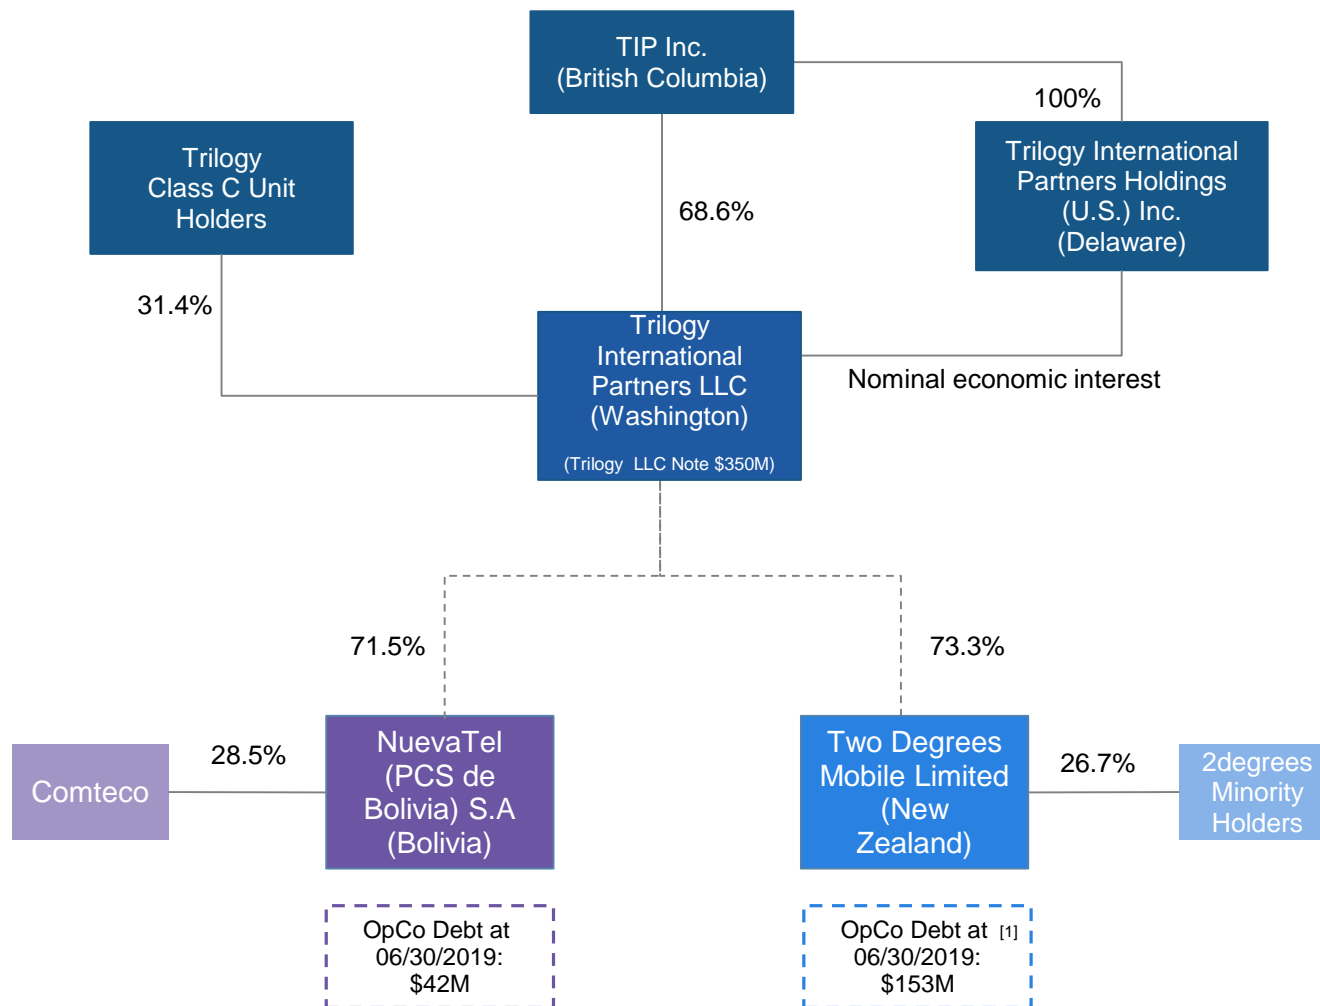 TIP Inc.
(British Columbia)
100%
Trilogy
Class C Unit
Holders
Trilogy International
Partners Holdings
(U.S.) Inc.
(Delaware)
68.6%
31.4%
Trilogy
International
Partners LLC
(Washington)
(Trilogy LLC Note $350M)
Nominal economic interest
71.5%
73.3%
Comteco
28.5%
NuevaTel
(PCS de
Bolivia) S.A
(Bolivia)
Two Degrees
Mobile Limited
(New
Zealand)
26.7%
2degrees
Minority
Holders
OpCo Debt at
06/30/2019:
$42M
OpCo Debt at [1]
06/30/2019:
$153M